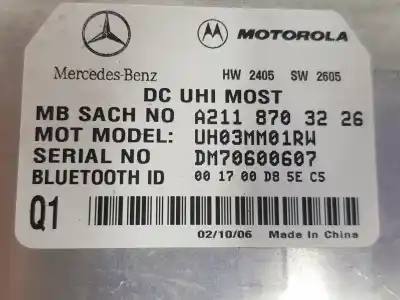 MOTOROLA
Mercedes-Benz HW 2405 SW 2605
DC UHI MOST
MB SACH NO A211 870 32 26
MOT MODEL: UH03MM01RW
SERIAL NO DM70600607
BLUETOOTH ID 00 17 00 D8 5E C5
Q1
02/10/06 Made In China